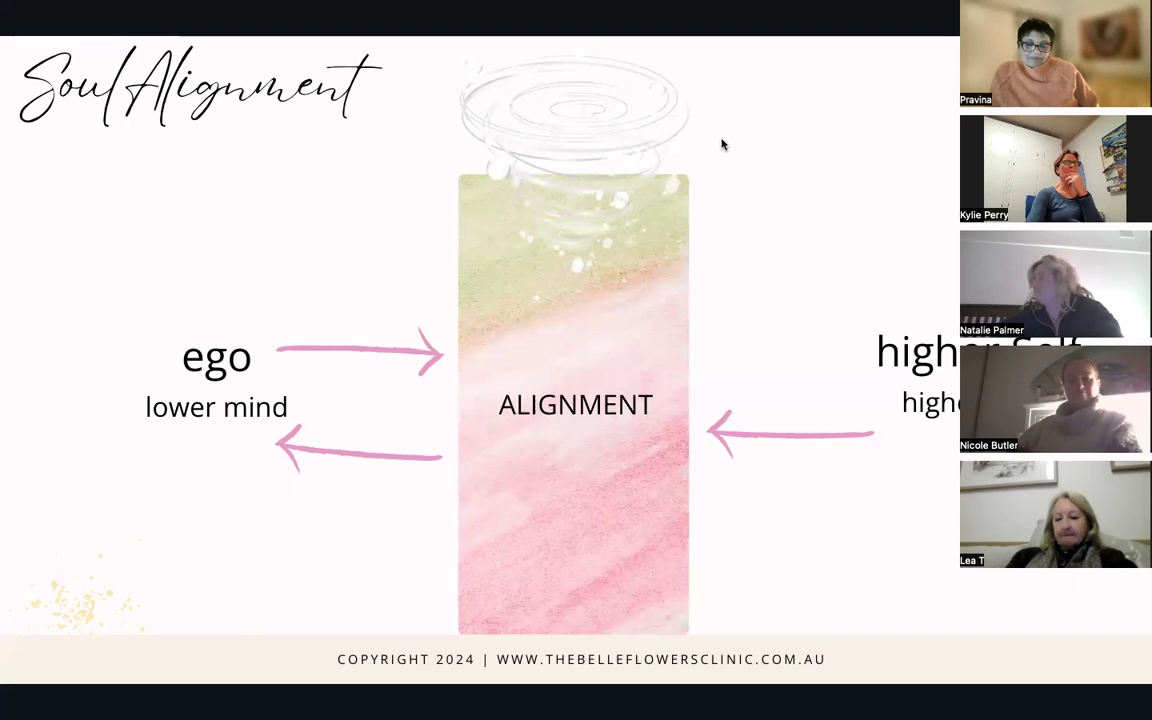 Soul Alignment
ego
lower mind
ALIGNMENT
higher Self
COPYRIGHT 2024 | WWW.THEBELLEFLOWERSCLINIC.COM.AU
Pravina
Kylie Perry
Natalie Palmer
Nicole Butler
Lea T